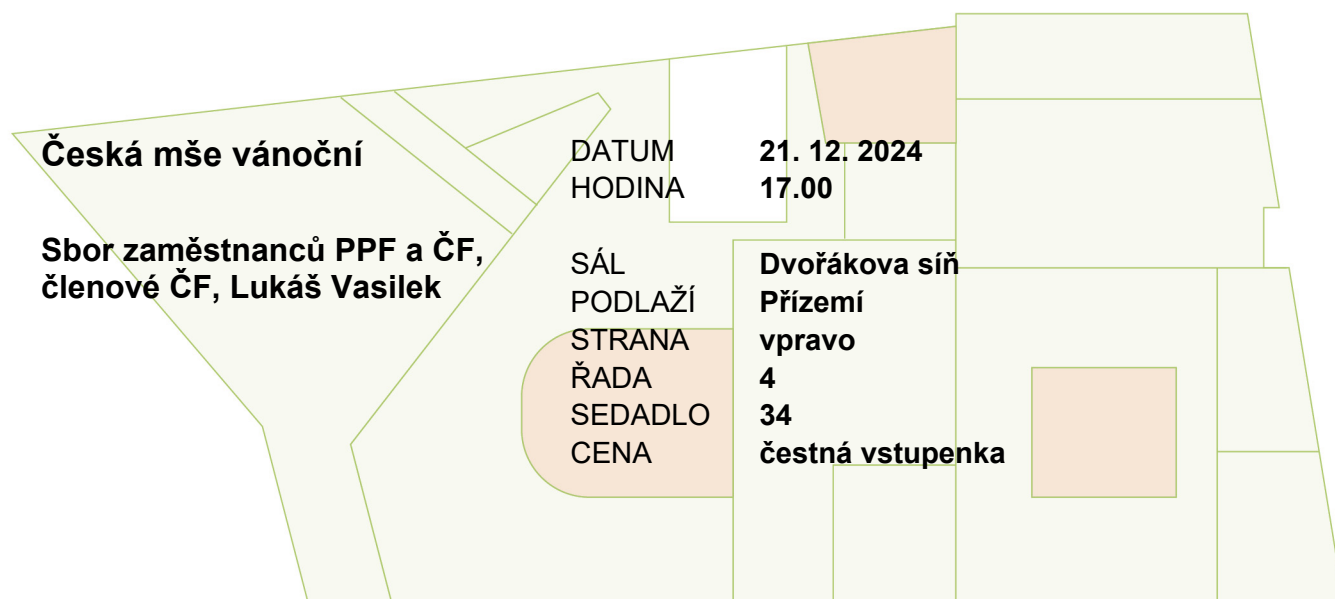 Česká mše vánoční
Sbor zaměstnanců PPF a ČF,
členové ČF, Lukáš Vasilek
DATUM 21. 12. 2024
HODINA 17.00
SÁL Dvořákova síň
PODLAŽÍ Přízemí
STRANA vpravo
ŘADA 4
SEDADLO 34
CENA čestná vstupenka